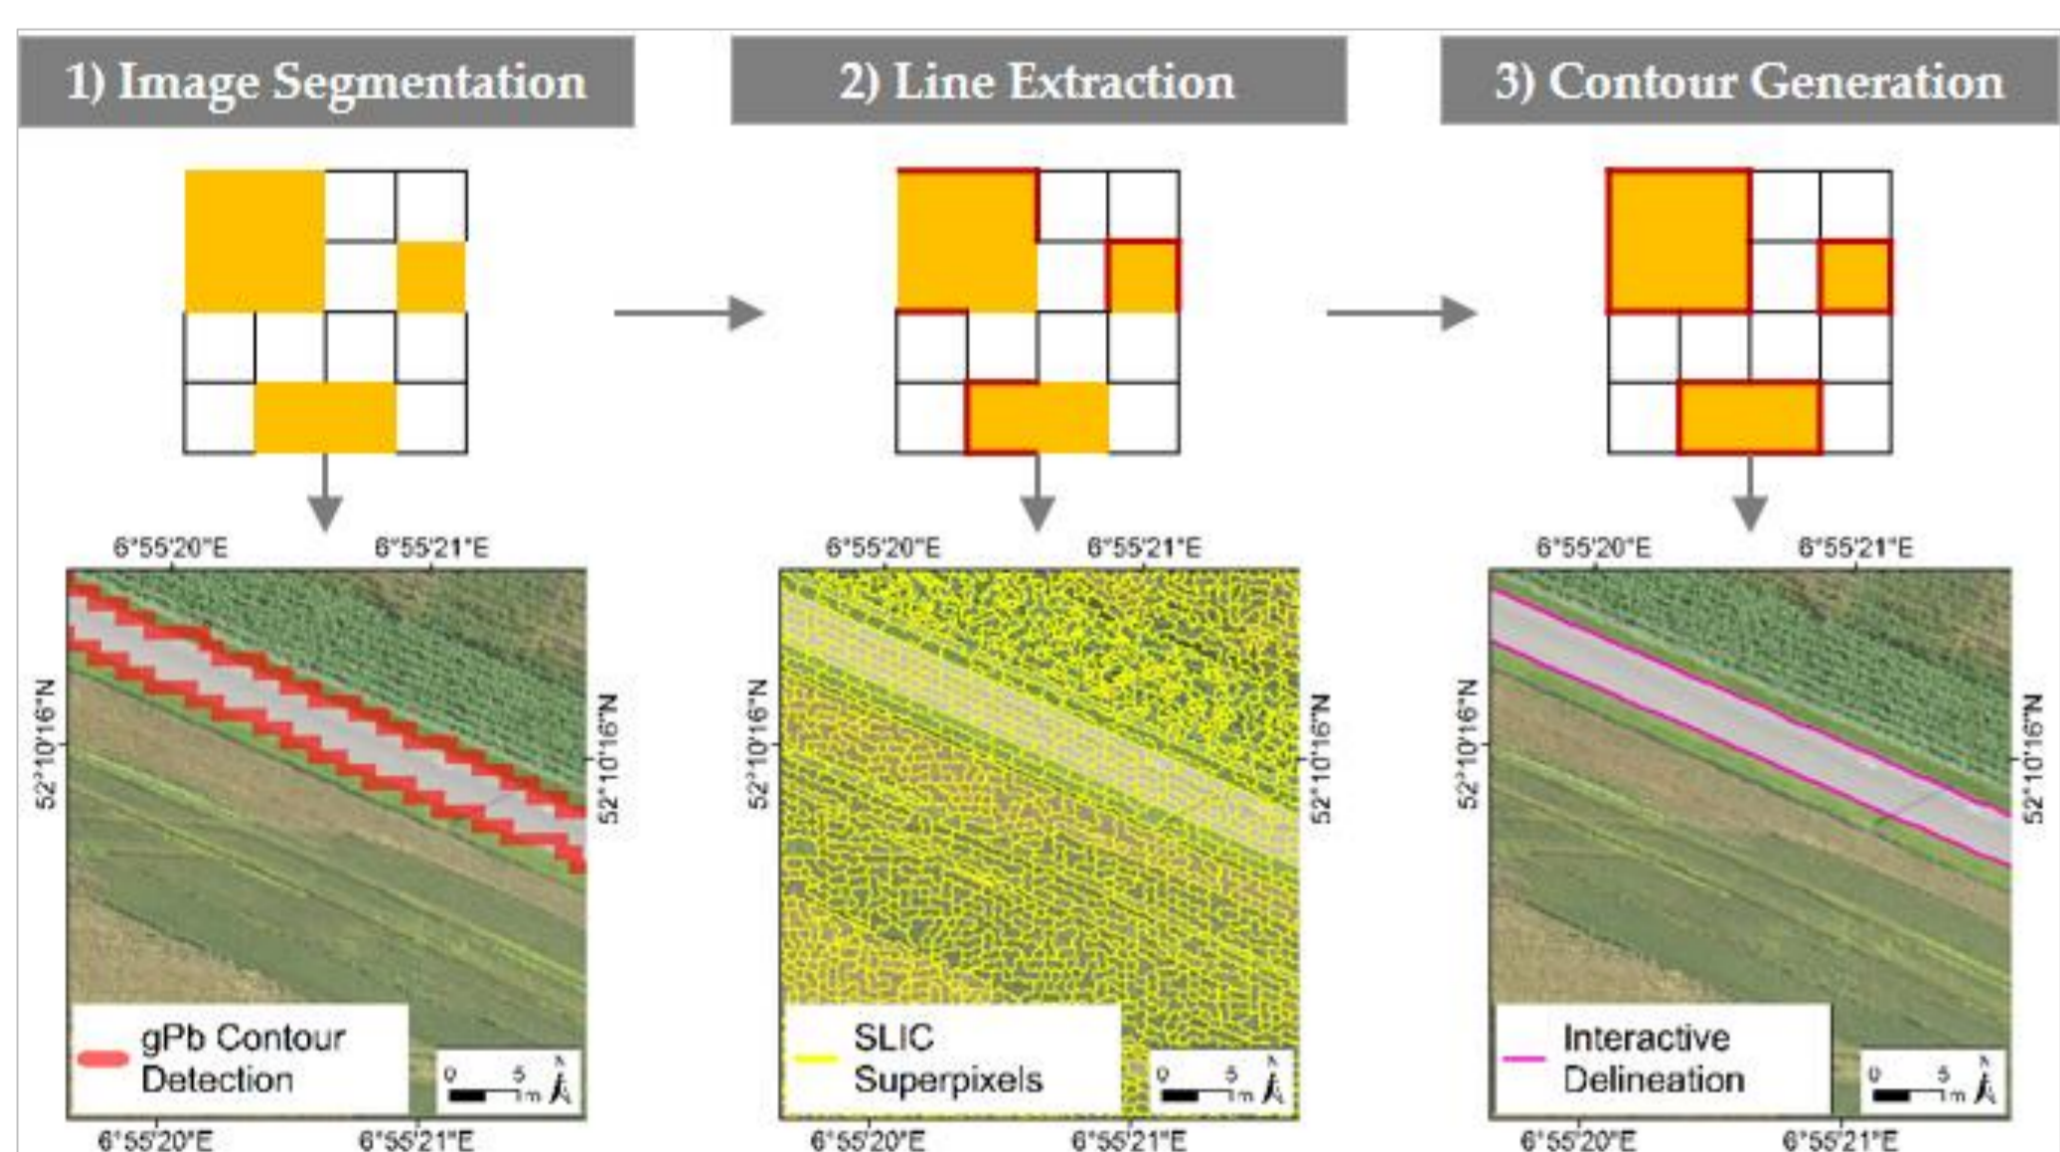 1) Image Segmentation
2) Line Extraction
3) Contour Generation
6°55'20"E 6°55'21"E
6°55'20"E 6°55'21"E
6°55'20"E 6°55'21"E
52°10'16"N
52°10'16"N
52°10'16"N
52°10'16"N
52°10'16"N
52°10'16"N
gPb Contour
Detection
0 5
m
N
SLIC
Superpixels
0 5
m
N
Interactive
Delineation
0 5
m
N
6°55'20"E 6°55'21"E
6°55'20"E 6°55'21"E
6°55'20"E 6°55'21"E